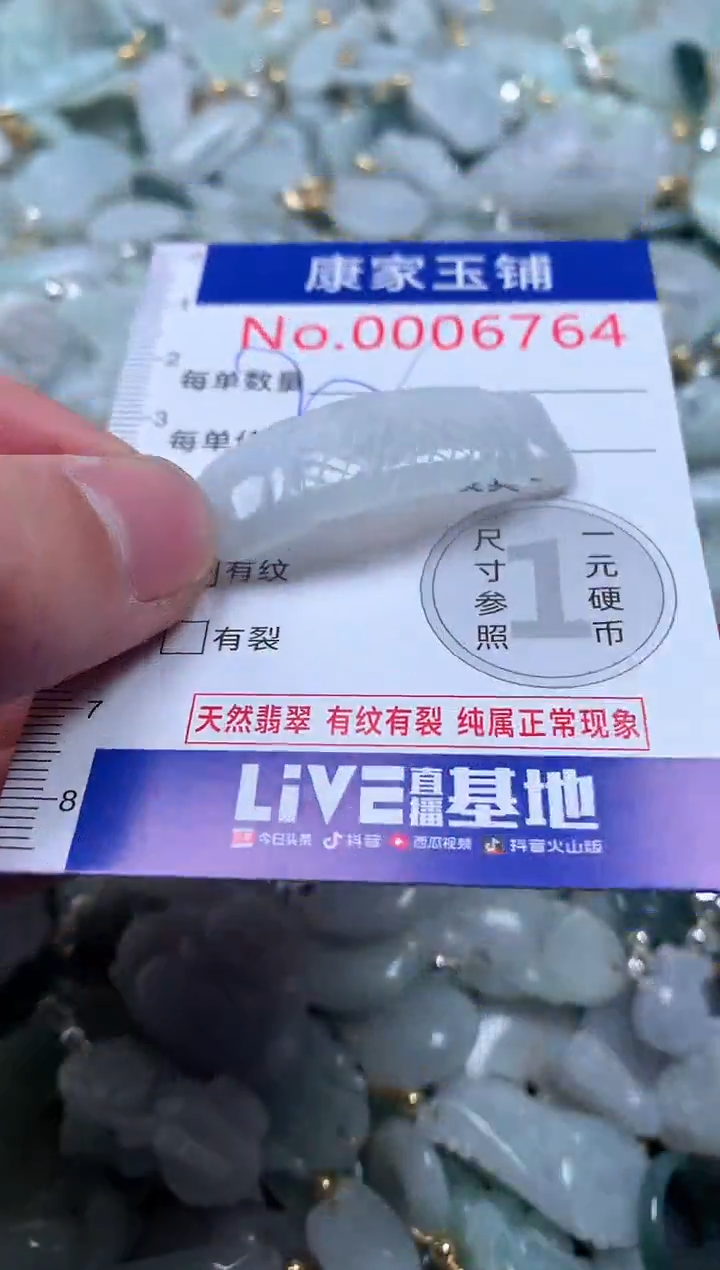 康家玉铺
No.0006764
1
2
每单数量
3
每单
有纹
有裂
尺寸参照
1
一元硬币
7
天然翡翠 有纹有裂 纯属正常现象
8
LiVE直播基地
今日头条 抖音 西瓜视频 抖音火山版